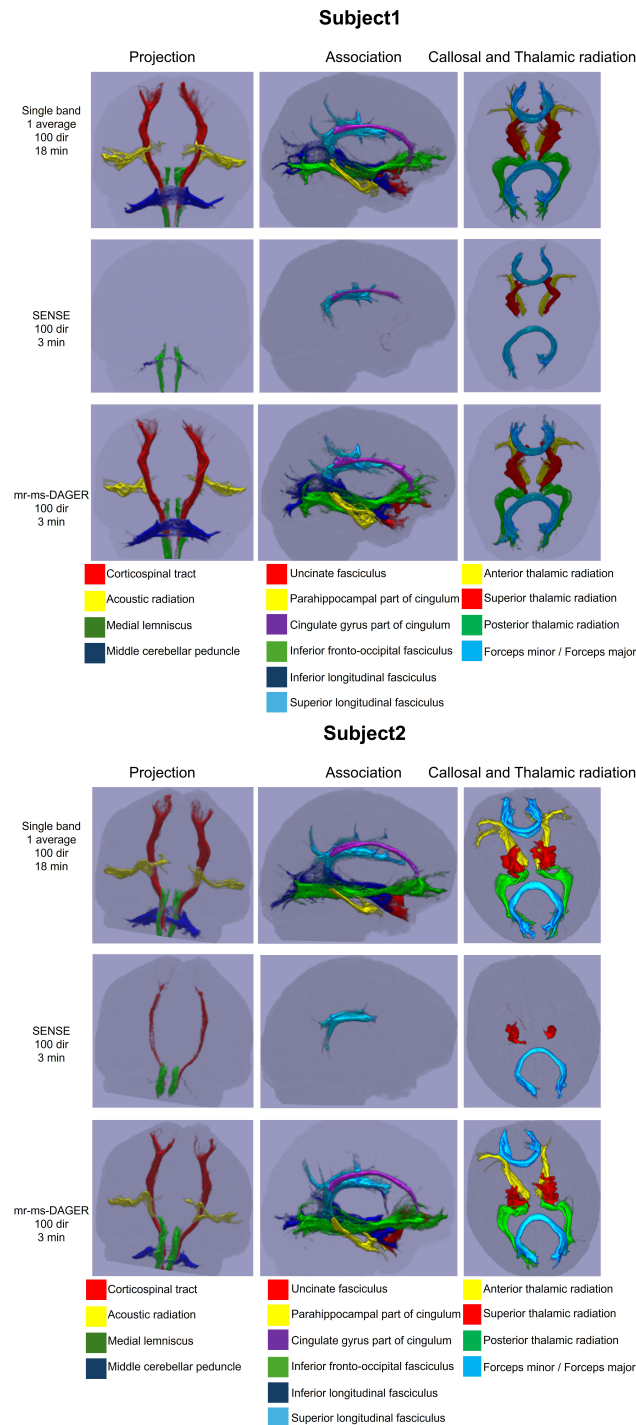 Subject1
Projection
Association
Callosal and Thalamic radiation
Single band
1 average
100 dir
18 min
SENSE
100 dir
3 min
mr-ms-DAGER
100 dir
3 min
Corticospinal tract
Acoustic radiation
Medial lemniscus
Middle cerebellar peduncle
Uncinate fasciculus
Parahippocampal part of cingulum
Cingulate gyrus part of cingulum
Inferior fronto-occipital fasciculus
Inferior longitudinal fasciculus
Superior longitudinal fasciculus
Anterior thalamic radiation
Superior thalamic radiation
Posterior thalamic radiation
Forceps minor / Forceps major
Subject2
Projection
Association
Callosal and Thalamic radiation
Single band
1 average
100 dir
18 min
SENSE
100 dir
3 min
mr-ms-DAGER
100 dir
3 min
Corticospinal tract
Acoustic radiation
Medial lemniscus
Middle cerebellar peduncle
Uncinate fasciculus
Parahippocampal part of cingulum
Cingulate gyrus part of cingulum
Inferior fronto-occipital fasciculus
Inferior longitudinal fasciculus
Superior longitudinal fasciculus
Anterior thalamic radiation
Superior thalamic radiation
Posterior thalamic radiation
Forceps minor / Forceps major